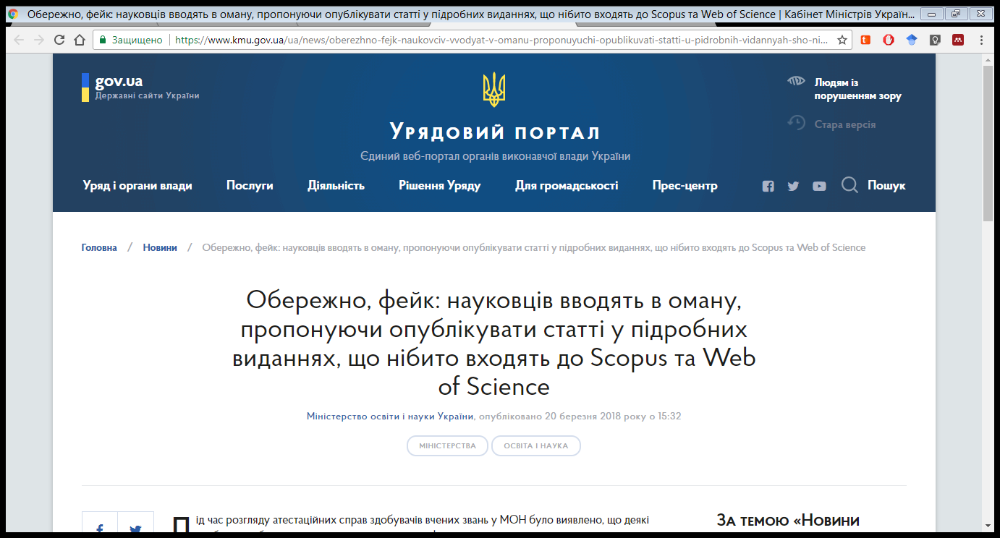 Обережно, фейк: науковців вводять в оману, пропонуючи опублікувати статті у підробних виданнях, що нібито входять до Scopus та Web of Science | Кабінет Міністрів Україн...
Защищено
https://www.kmu.gov.ua/ua/news/oberezhno-fejk-naukovciv-vvodyat-v-omanu-proponuyuchi-opublikuvati-statti-u-pidrobnih-vidannyah-sho-ni...
gov.ua
Державні сайти України
Людям із
порушенням зору
Стара версія
Урядовий портал
Єдиний веб-портал органів виконавчої влади України
Уряд і органи влади Послуги Діяльність Рішення Уряду Для громадськості Прес-центр Пошук
Головна / Новини / Обережно, фейк: науковців вводять в оману, пропонуючи опублікувати статті у підробних виданнях, що нібито входять до Scopus та Web of Science
Обережно, фейк: науковців вводять в оману,
пропонуючи опублікувати статті у підробних
виданнях, що нібито входять до Scopus та Web
of Science
Міністерство освіти і науки України, опубліковано 20 березня 2018 року о 15:32
МІНІСТЕРСТВА ОСВІТА І НАУКА
Під час розгляду атестаційних справ здобувачів вчених звань у МОН було виявлено, що деякі
За темою «Новини